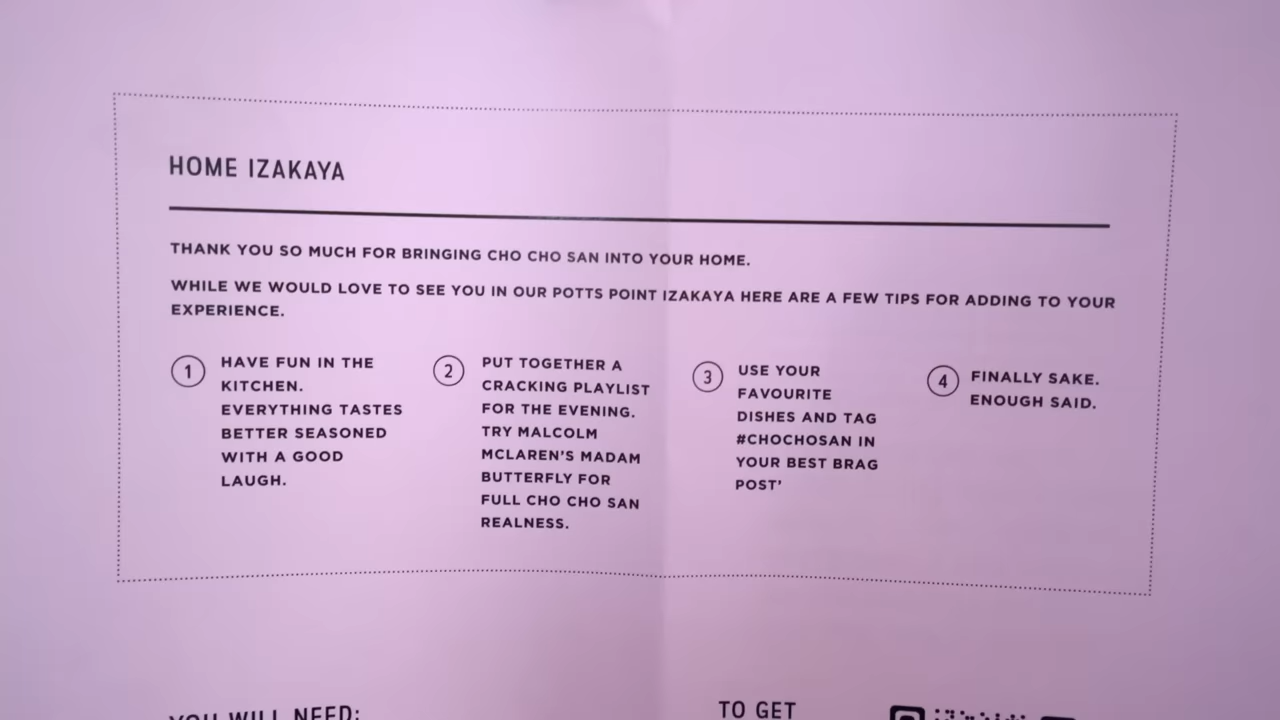 HOME IZAKAYA
THANK YOU SO MUCH FOR BRINGING CHO CHO SAN INTO YOUR HOME.
WHILE WE WOULD LOVE TO SEE YOU IN OUR POTTS POINT IZAKAYA HERE ARE A FEW TIPS FOR ADDING TO YOUR
EXPERIENCE.
1
HAVE FUN IN THE
KITCHEN.
EVERYTHING TASTES
BETTER SEASONED
WITH A GOOD
LAUGH.
2
PUT TOGETHER A
CRACKING PLAYLIST
FOR THE EVENING.
TRY MALCOLM
MCLAREN'S MADAM
BUTTERFLY FOR
FULL CHO CHO SAN
REALNESS.
3
USE YOUR
FAVOURITE
DISHES AND TAG
#CHOCHOSAN IN
YOUR BEST BRAG
POST'
4
FINALLY SAKE.
ENOUGH SAID.
YOU WILL NEED:
TO GET